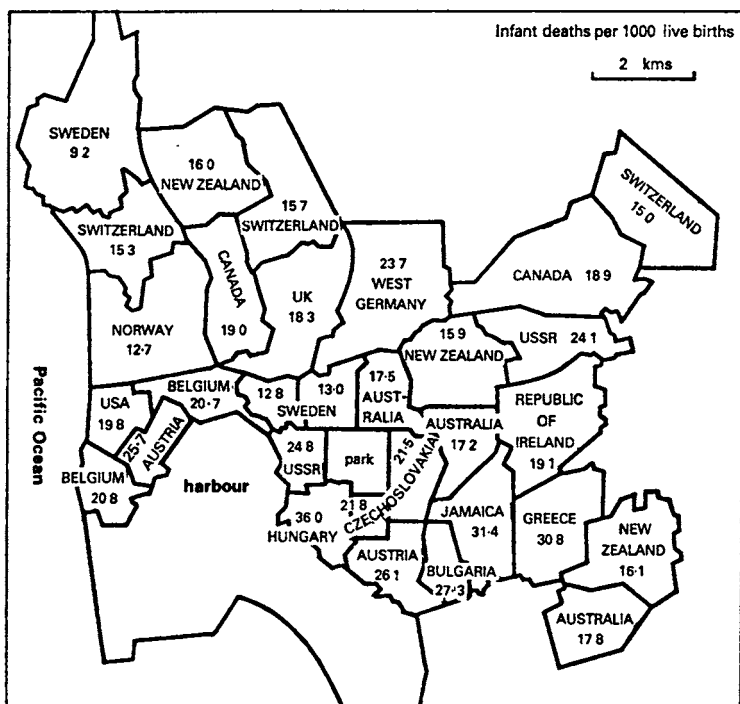 Infant deaths per 1000 live births
2 kms
SWEDEN
9 2
16 0
NEW ZEALAND
15 7
SWITZERLAND
SWITZERLAND
15 0
SWITZERLAND
15 3
CANADA
19 0
UK
18 3
23 7
WEST
GERMANY
CANADA 18 9
NORWAY
12·7
15 9
NEW ZEALAND
USSR 24 1
Pacific Ocean
USA
19 8
BELGIUM
20·7
12 8
13·0
SWEDEN
17·5
AUST-
RALIA
REPUBLIC
OF
IRELAND
19 1
25·7
AUSTRIA
AUSTRALIA
17 2
24 8
USSR
park
21·5
21 8
CZECHOSLOVAKIA
BELGIUM
20 8
harbour
36 0
HUNGARY
JAMAICA
31·4
GREECE
30 8
NEW
ZEALAND
16·1
AUSTRIA
26 1
BULGARIA
27·3
AUSTRALIA
17 8